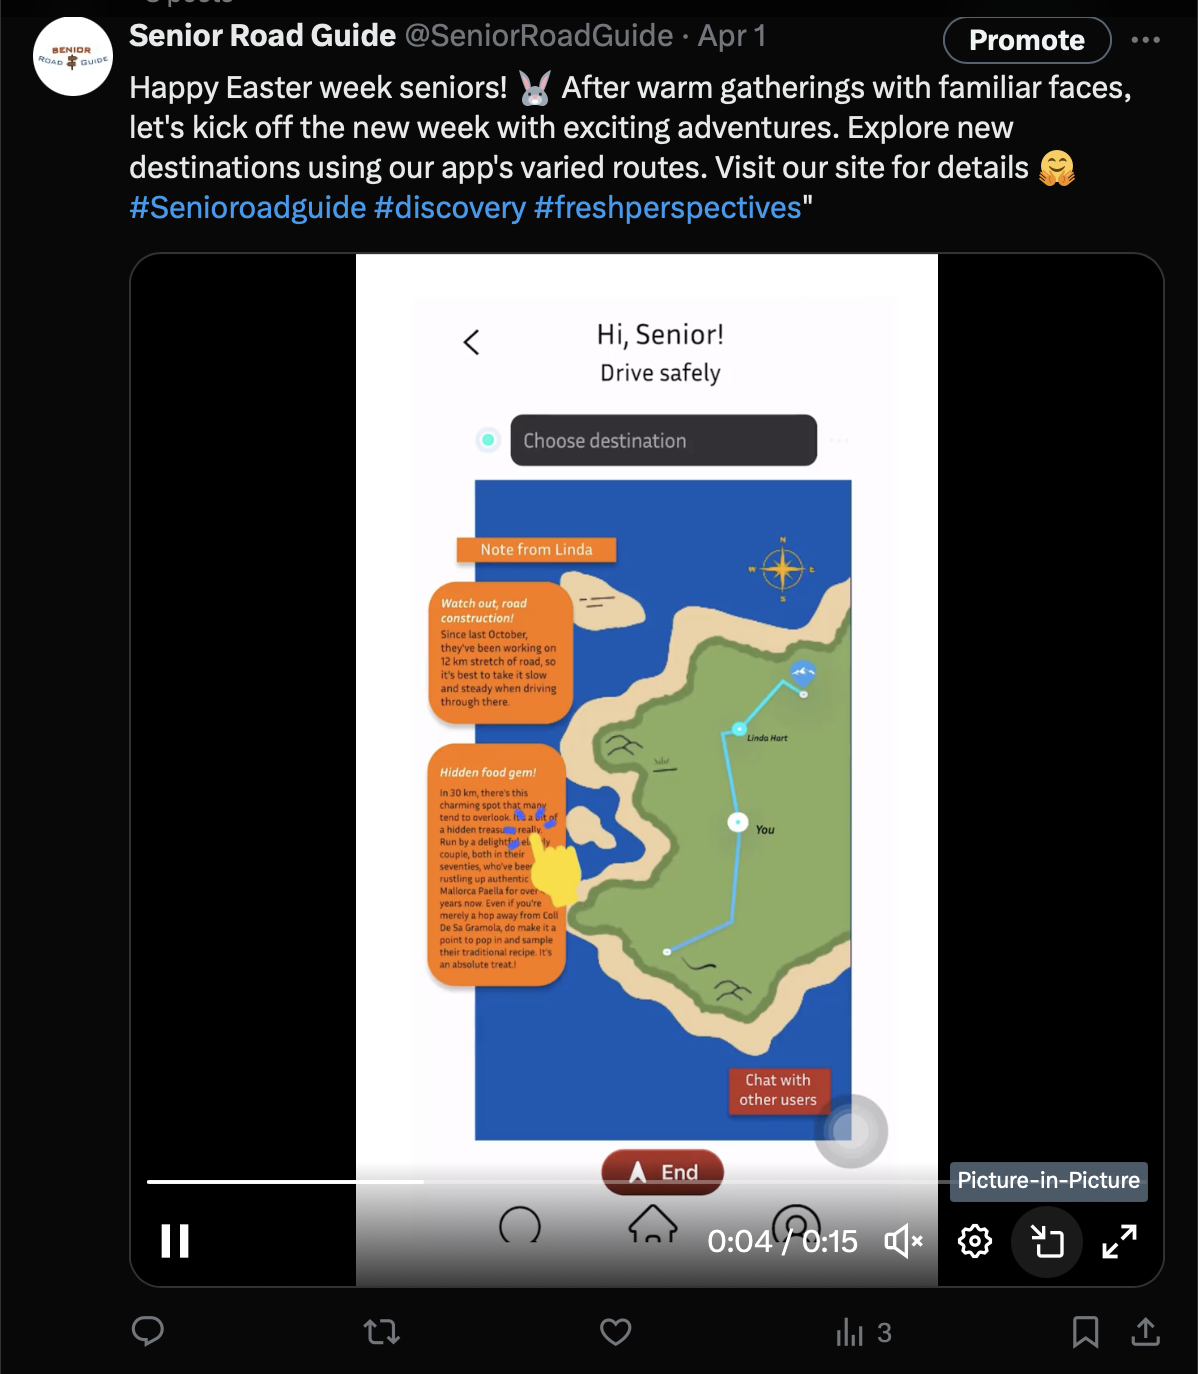 Senior Road Guide @SeniorRoadGuide · Apr 1
Promote
SENIOR
ROAD GUIDE
Happy Easter week seniors! 🐰 After warm gatherings with familiar faces,
let's kick off the new week with exciting adventures. Explore new
destinations using our app's varied routes. Visit our site for details 🤗
#Senioroadguide #discovery #freshperspectives"
Hi, Senior!
Drive safely
Choose destination
Note from Linda
Watch out, road
construction!
Since last October,
they've been working on
12 km stretch of road, so
it's best to take it slow
and steady when driving
through there.
Hidden food gem!
In 30 km, there's this
charming spot that many
tend to overlook. It's a bit of
a hidden treasure really.
Run by a delightful elderly
couple, both in their
seventies, who've been
rustling up authentic
Mallorca Paella for over
years now. Even if you're
merely a hop away from Coll
De Sa Gramola, do make it a
point to pop in and sample
their traditional recipe. It's
an absolute treat!
N
W E
S
Linda Hart
You
Chat with
other users
End
Picture-in-Picture
0:04 / 0:15
3